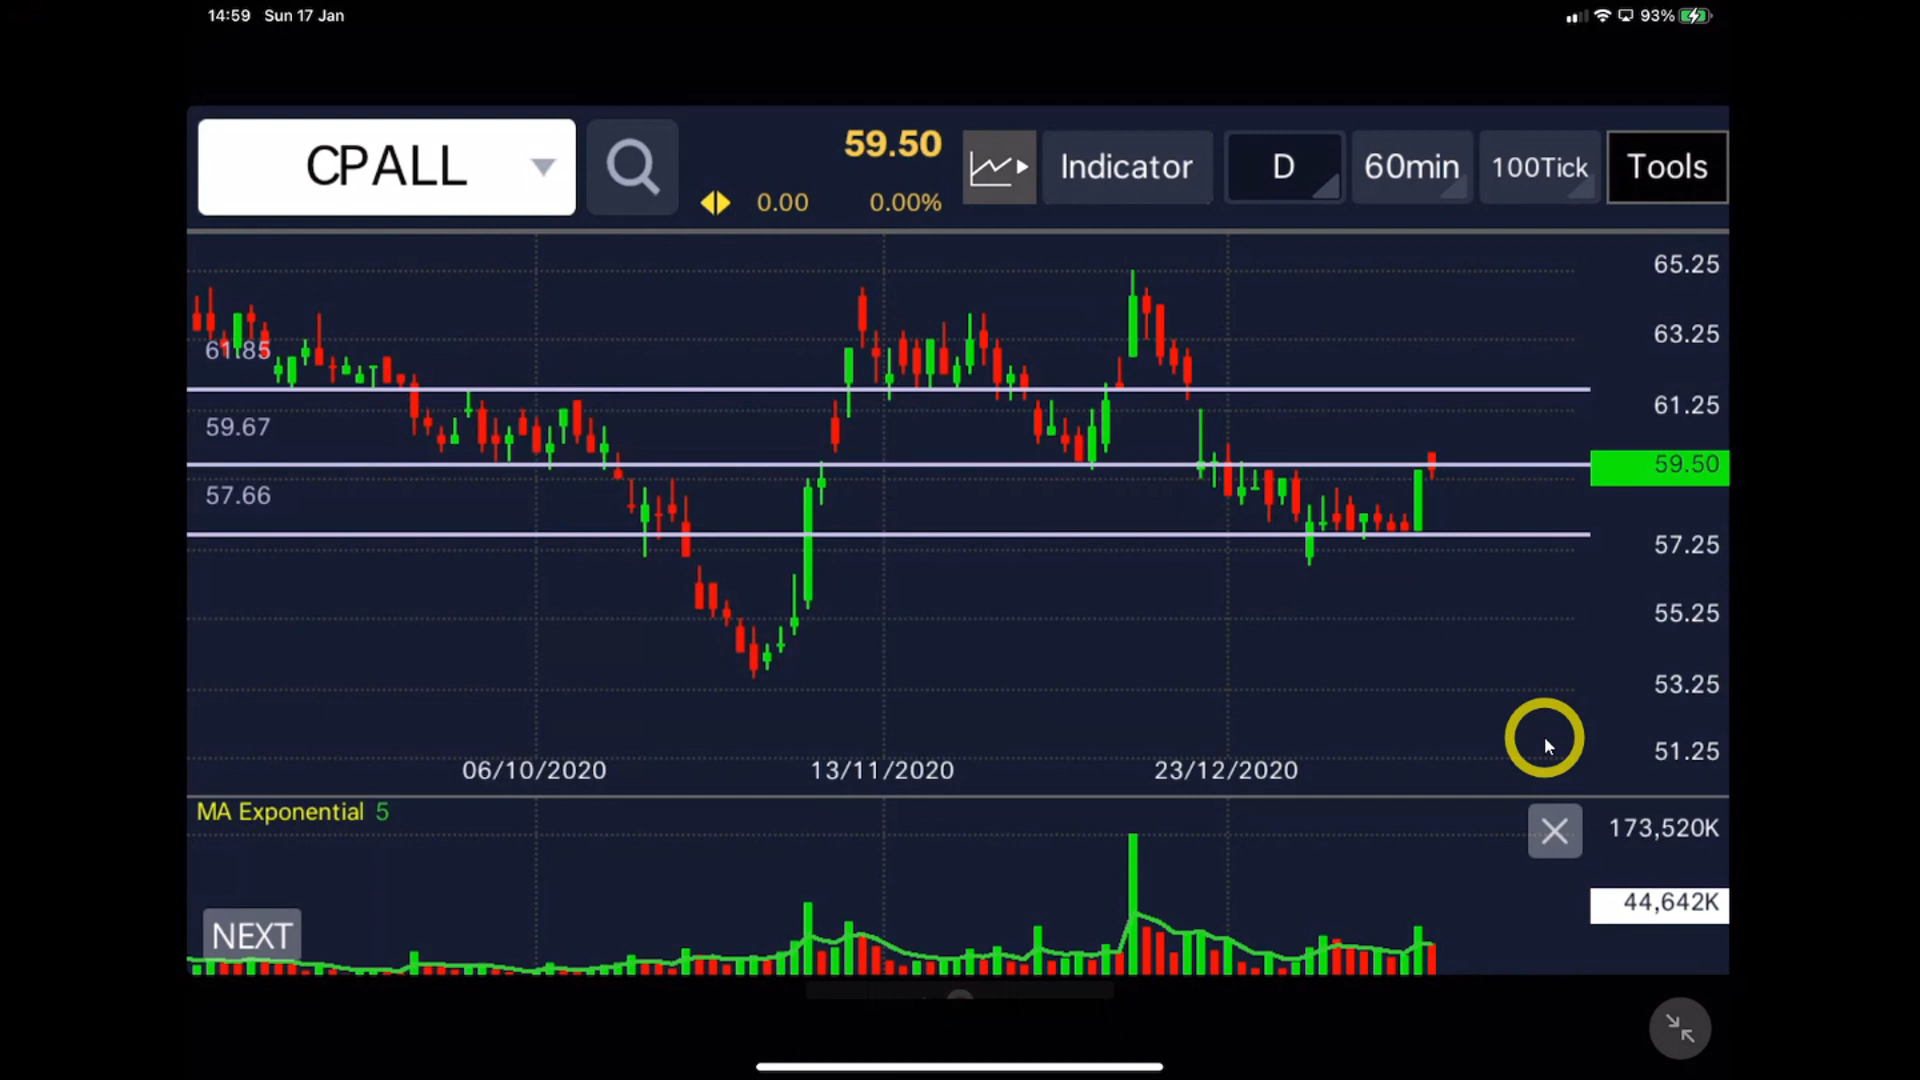 14:59 Sun 17 Jan
93%
CPALL
59.50
0.00 0.00%
Indicator
D
60min
100Tick
Tools
65.25
63.25
61.85
61.25
59.67
59.50
57.66
57.25
55.25
53.25
51.25
06/10/2020 13/11/2020 23/12/2020
MA Exponential 5
173,520K
44,642K
NEXT